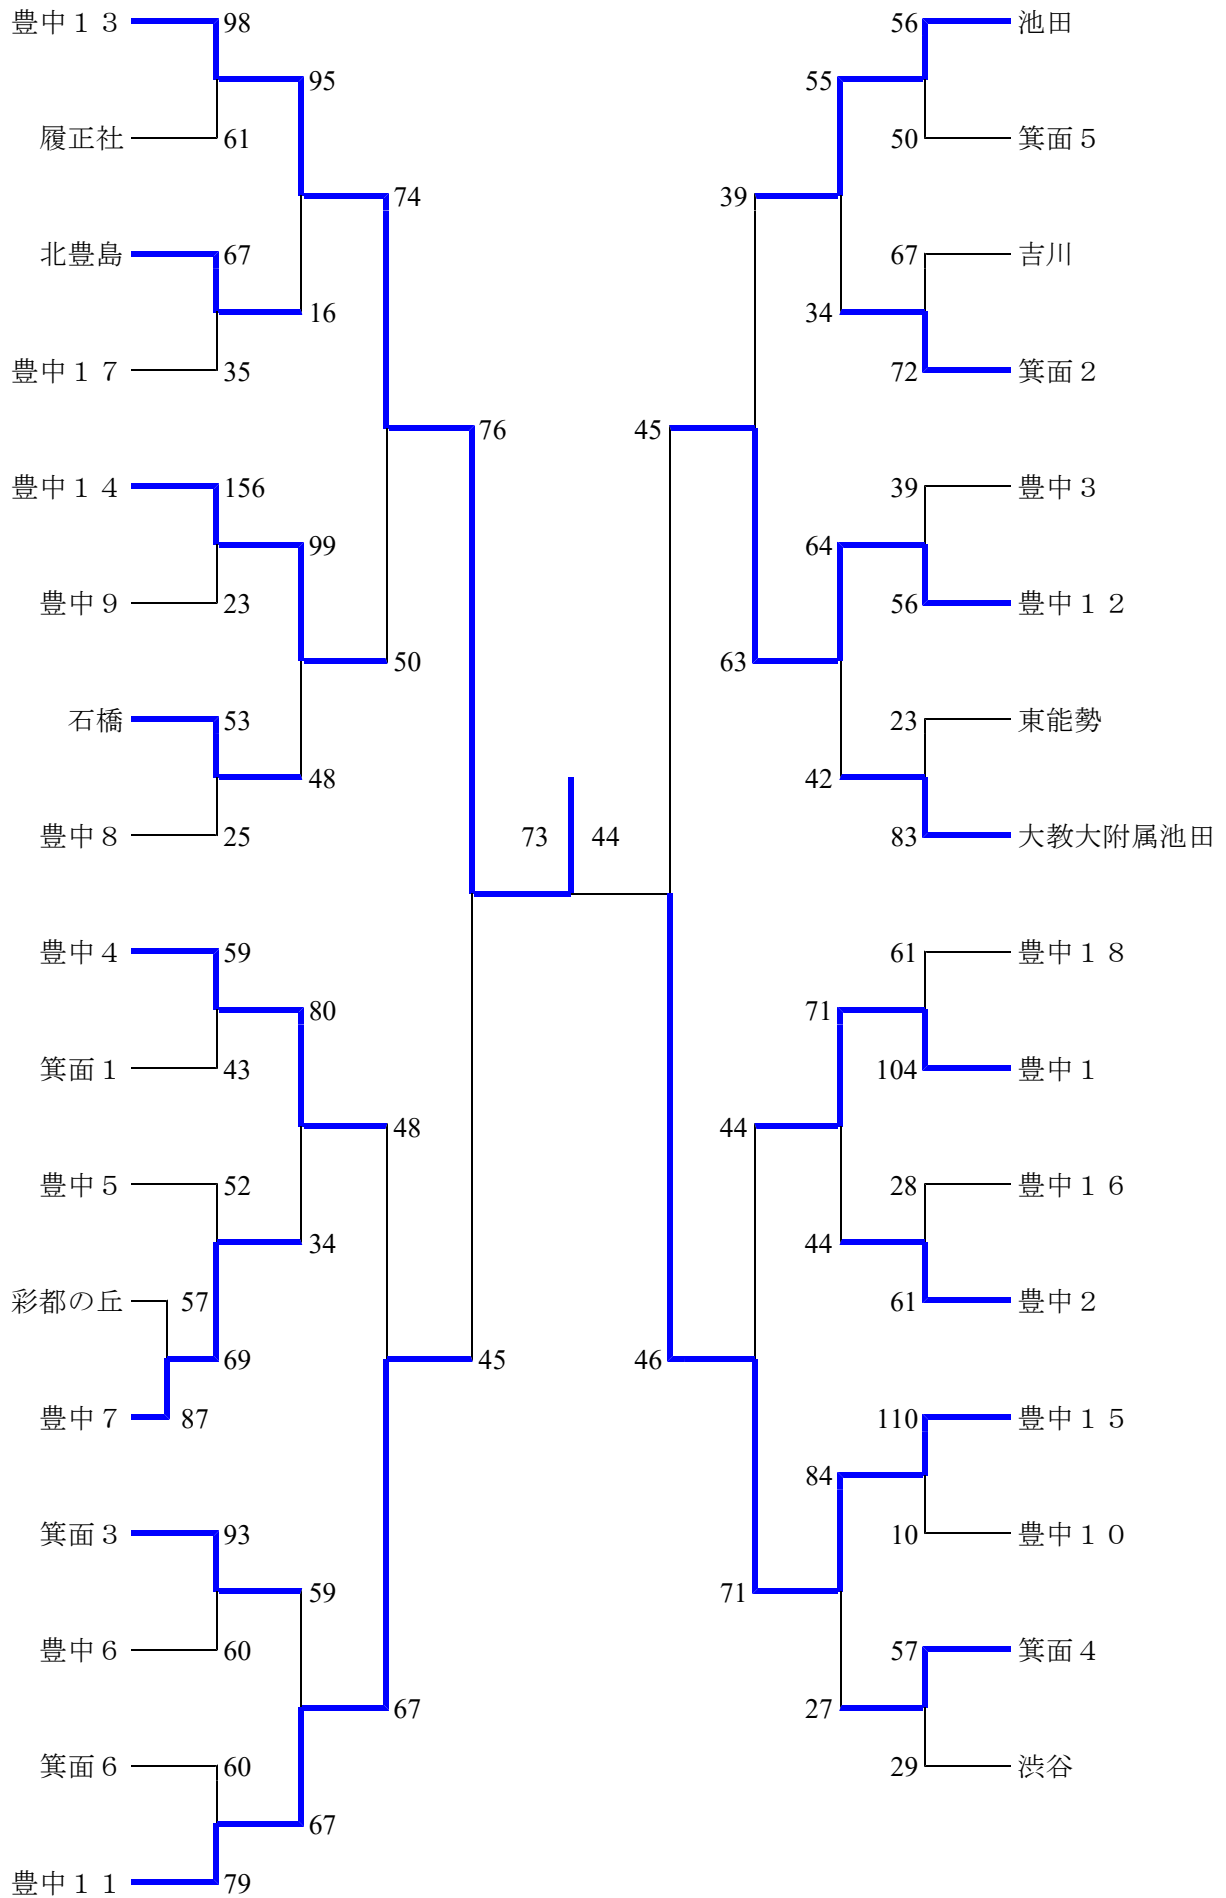 豊中１３ 98 56 池田
95 55
履正社 61 50 箕面５
74 39
北豊島 67 67 吉川
16 34
豊中１７ 35 72 箕面２
76 45
豊中１４ 156 39 豊中３
99 64
豊中９ 23 56 豊中１２
50 63
石橋 53 23 東能勢
48 42
豊中８ 25 73 44 83 大教大附属池田
豊中４ 59 61 豊中１８
80 71
箕面１ 43 104 豊中１
48 44
豊中５ 52 28 豊中１６
34 44
彩都の丘 57 61 豊中２
69 45 46
豊中７ 87 110 豊中１５
84
箕面３ 93 10 豊中１０
59 71
豊中６ 60 57 箕面４
67 27
箕面６ 60 29 渋谷
67
豊中１１ 79